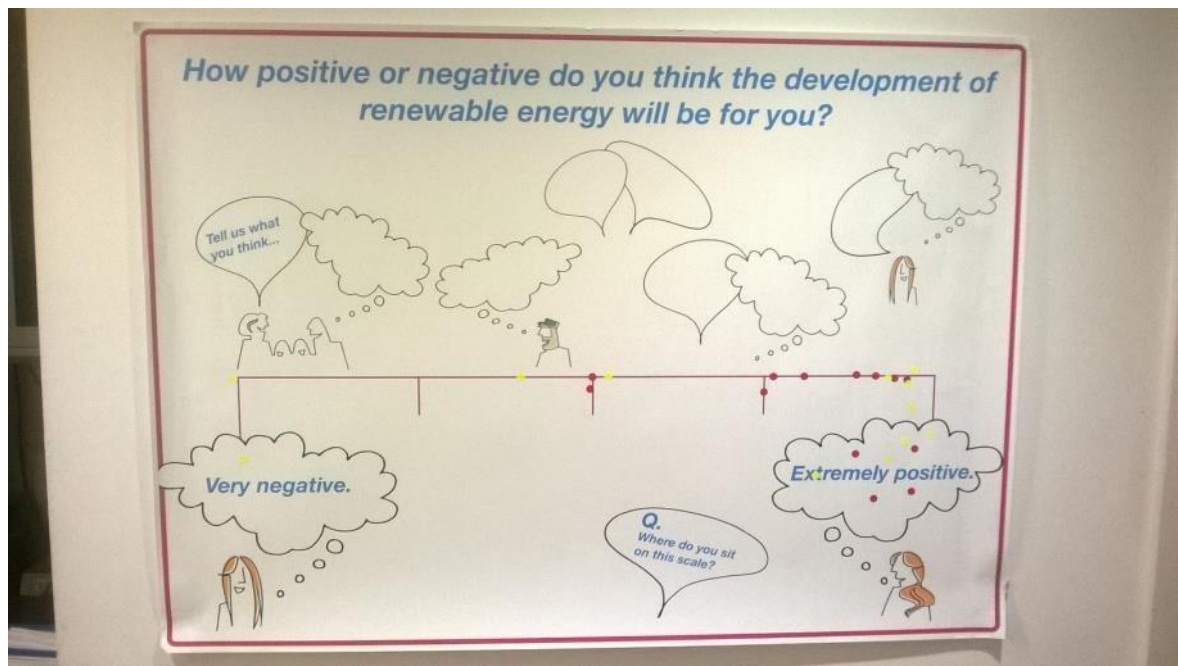 How positive or negative do you think the development of
renewable energy will be for you?
Tell us what
you think...
Very negative.
Extremely positive.
Q.
Where do you sit
on this scale?